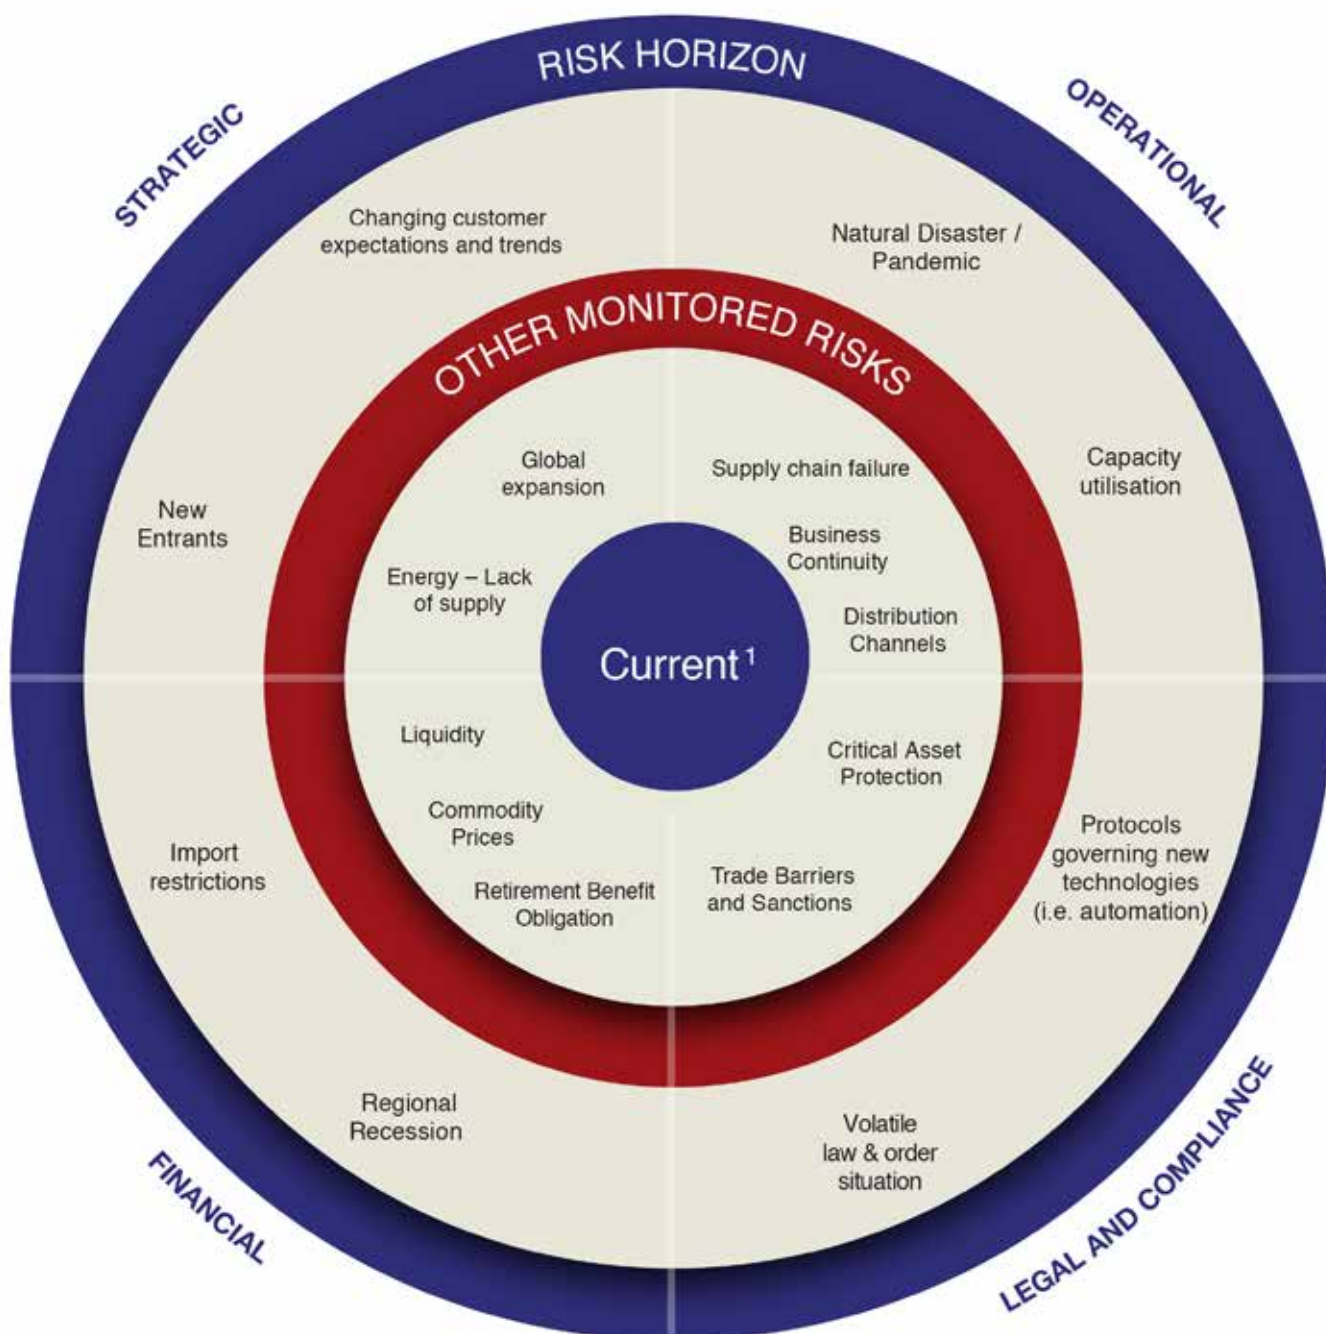 RISK HORIZON
STRATEGIC
OPERATIONAL
Changing customer
expectations and trends
Natural Disaster /
Pandemic
OTHER MONITORED RISKS
Global
expansion
Supply chain failure
Capacity
utilisation
New
Entrants
Business
Continuity
Energy – Lack
of supply
Distribution
Channels
Current¹
Liquidity
Critical Asset
Protection
Commodity
Prices
Import
restrictions
Protocols
governing new
technologies
(i.e. automation)
Retirement Benefit
Obligation
Trade Barriers
and Sanctions
Regional
Recession
Volatile
law & order
situation
FINANCIAL
LEGAL AND COMPLIANCE